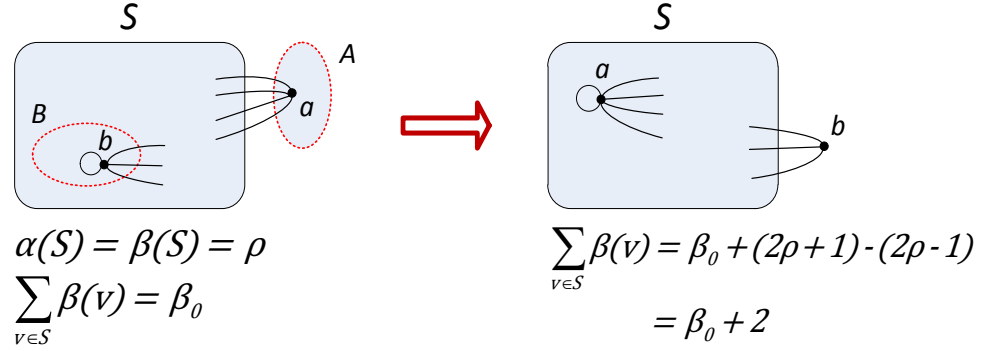 S
A
a
B
b
α(S) = β(S) = ρ
∑ β(v) = β₀
v∈S
S
a
b
∑ β(v) = β₀ + (2ρ + 1) - (2ρ - 1)
v∈S
= β₀ + 2